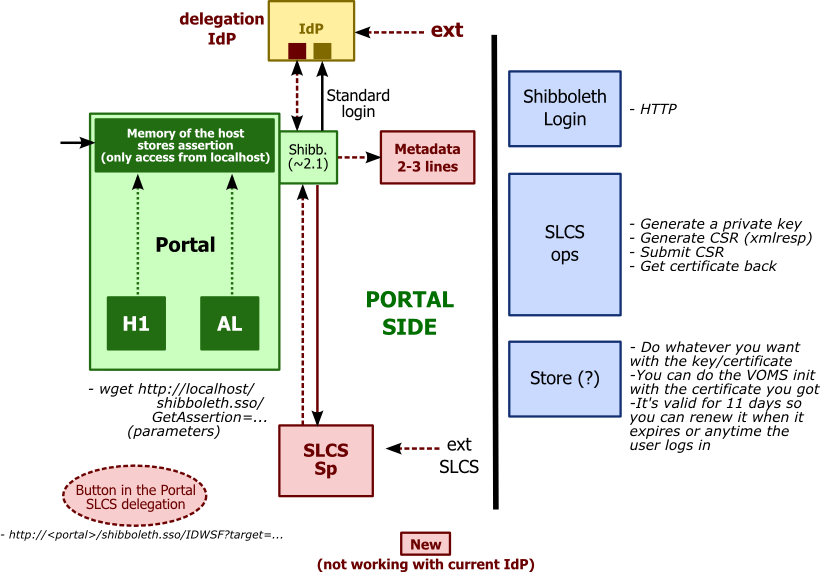 delegation
IdP
IdP
ext
Standard
login
Memory of the host
stores assertion
(only access from localhost)
Shibb.
(~2.1)
Metadata
2-3 lines
Portal
H1
AL
PORTAL
SIDE
- wget http://localhost/
shibboleth.sso/
GetAssertion=...
(parameters)
SLCS
Sp
ext
SLCS
Button in the Portal
SLCS delegation
- http://<portal>/shibboleth.sso/IDWSF?target=...
New
(not working with current IdP)
Shibboleth
Login
- HTTP
SLCS
ops
- Generate a private key
- Generate CSR (xmlresp)
- Submit CSR
- Get certificate back
Store (?)
- Do whatever you want
with the key/certificate
-You can do the VOMS init
with the certificate you got
-It's valid for 11 days so
you can renew it when it
expires or anytime the
user logs in